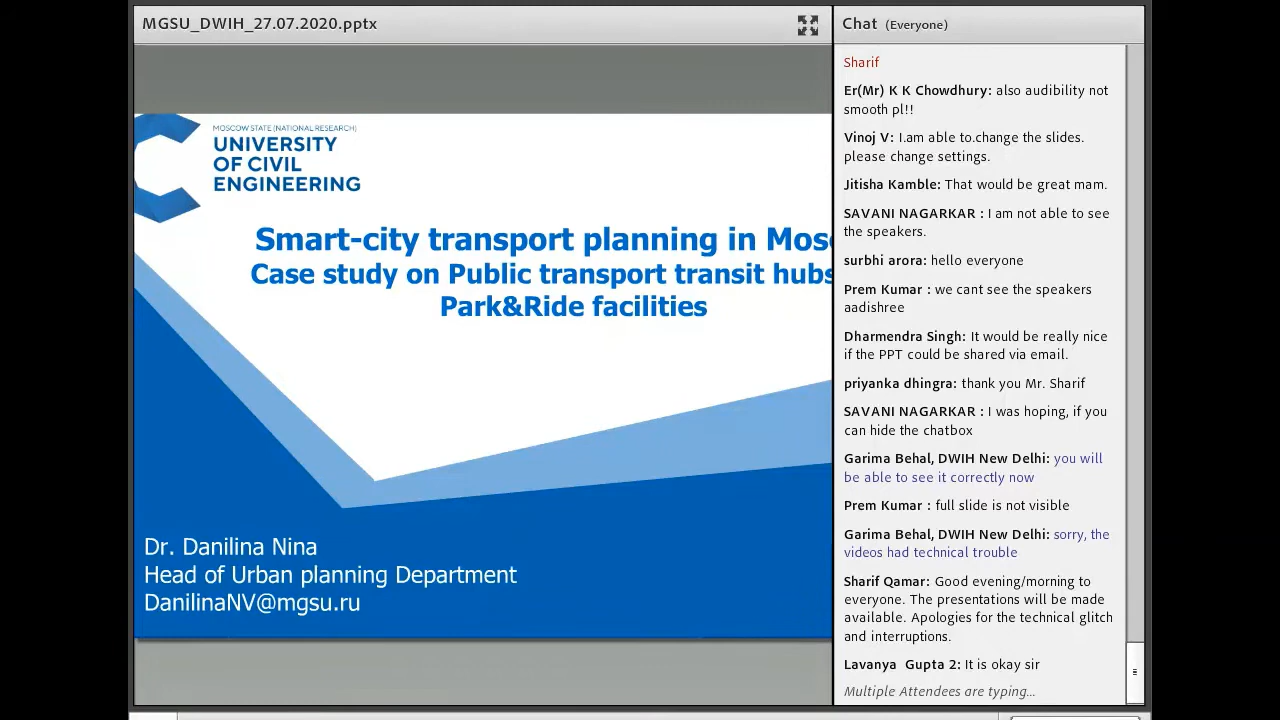 MGSU_DWIH_27.07.2020.pptx
MOSCOW STATE (NATIONAL RESEARCH)
UNIVERSITY
OF CIVIL
ENGINEERING
Smart-city transport planning in Mos
Case study on Public transport transit hubs
Park&Ride facilities
Dr. Danilina Nina
Head of Urban planning Department
DanilinaNV@mgsu.ru
Chat (Everyone)
Sharif
Er(Mr) K K Chowdhury: also audibility not
smooth pl!!
Vinoj V: I.am able to.change the slides.
please change settings.
Jitisha Kamble: That would be great mam.
SAVANI NAGARKAR : I am not able to see
the speakers.
surbhi arora: hello everyone
Prem Kumar : we cant see the speakers
aadishree
Dharmendra Singh: It would be really nice
if the PPT could be shared via email.
priyanka dhingra: thank you Mr. Sharif
SAVANI NAGARKAR : I was hoping, if you
can hide the chatbox
Garima Behal, DWIH New Delhi: you will
be able to see it correctly now
Prem Kumar : full slide is not visible
Garima Behal, DWIH New Delhi: sorry, the
videos had technical trouble
Sharif Qamar: Good evening/morning to
everyone. The presentations will be made
available. Apologies for the technical glitch
and interruptions.
Lavanya  Gupta 2: It is okay sir
Multiple Attendees are typing...